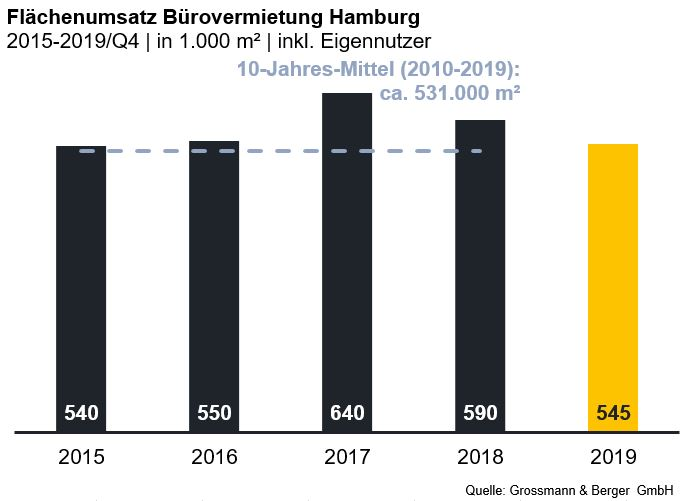 Flächenumsatz Bürovermietung Hamburg
2015-2019/Q4 | in 1.000 m² | inkl. Eigennutzer
10-Jahres-Mittel (2010-2019):
ca. 531.000 m²
540 550 640 590 545
2015 2016 2017 2018 2019
Quelle: Grossmann & Berger GmbH